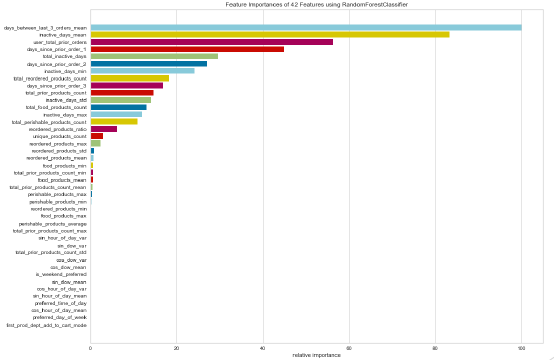 Feature Importances of 42 Features using RandomForestClassifier
days_between_last_3_orders_mean
inactive_days_mean
user_total_prior_orders
days_since_prior_order_1
total_inactive_days
days_since_prior_order_2
inactive_days_min
total_reordered_products_count
days_since_prior_order_3
total_prior_products_count
inactive_days_std
total_food_products_count
inactive_days_max
total_perishable_products_count
reordered_products_ratio
unique_products_count
reordered_products_max
reordered_products_std
reordered_products_mean
food_products_min
total_prior_products_count_min
food_products_mean
total_prior_products_count_mean
perishable_products_max
perishable_products_min
reordered_products_min
food_products_max
perishable_products_average
total_prior_products_count_max
sin_hour_of_day_var
sin_dow_var
total_prior_products_count_std
cos_dow_var
cos_dow_mean
is_weekend_preferred
sin_dow_mean
cos_hour_of_day_var
sin_hour_of_day_mean
preferred_time_of_day
cos_hour_of_day_mean
preferred_day_of_week
first_prod_dept_add_to_cart_mode
0 20 40 60 80 100
relative importance